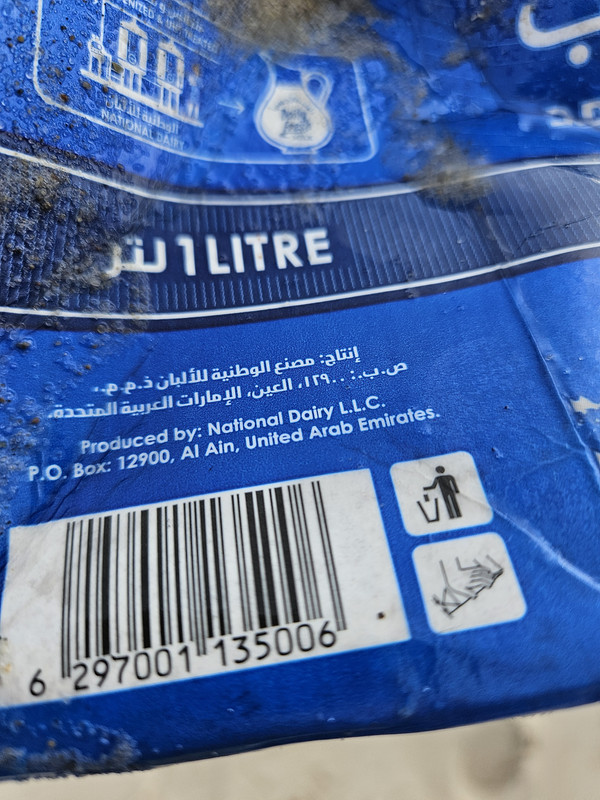 HOMOGENIZED & ...
الوطنية للألبان
NATIONAL DAIRY
1 LITRE لتر
إنتاج: مصنع الوطنية للألبان ذ.م.م.،
ص.ب.: ١٢٩٠٠، العين، الإمارات العربية المتحدة.
Produced by: National Dairy L.L.C.
P.O. Box: 12900, Al Ain, United Arab Emirates.
6 297001 135006